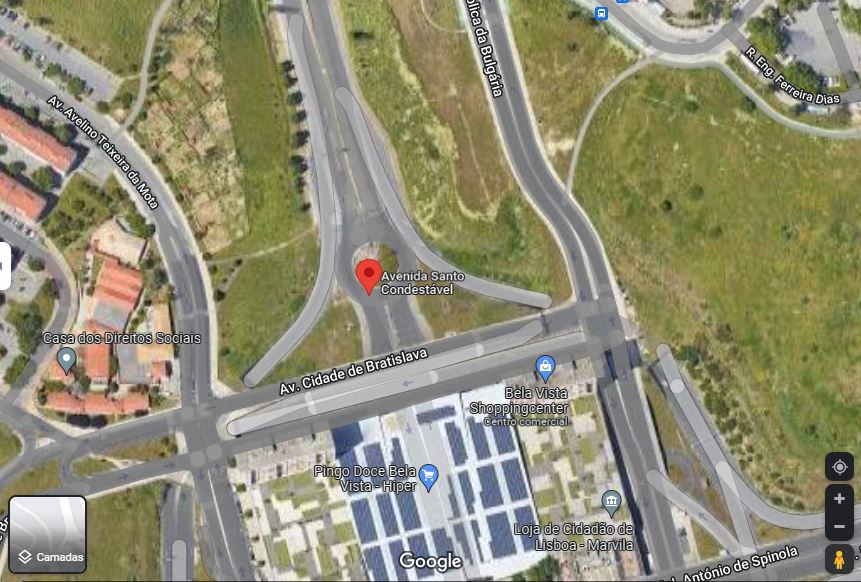 plica da Bulgária
R. Eng. Ferreira Dias
Av. Avelino Teixeira da Mota
Avenida Santo
Condestável
Casa dos Direitos Sociais
Av. Cidade de Bratislava
Bela Vista
Shoppingcenter
Centro comercial
Pingo Doce Bela
Vista - Hiper
Loja de Cidadão de
Lisboa - Marvila
António de Spinola
Camadas
Google